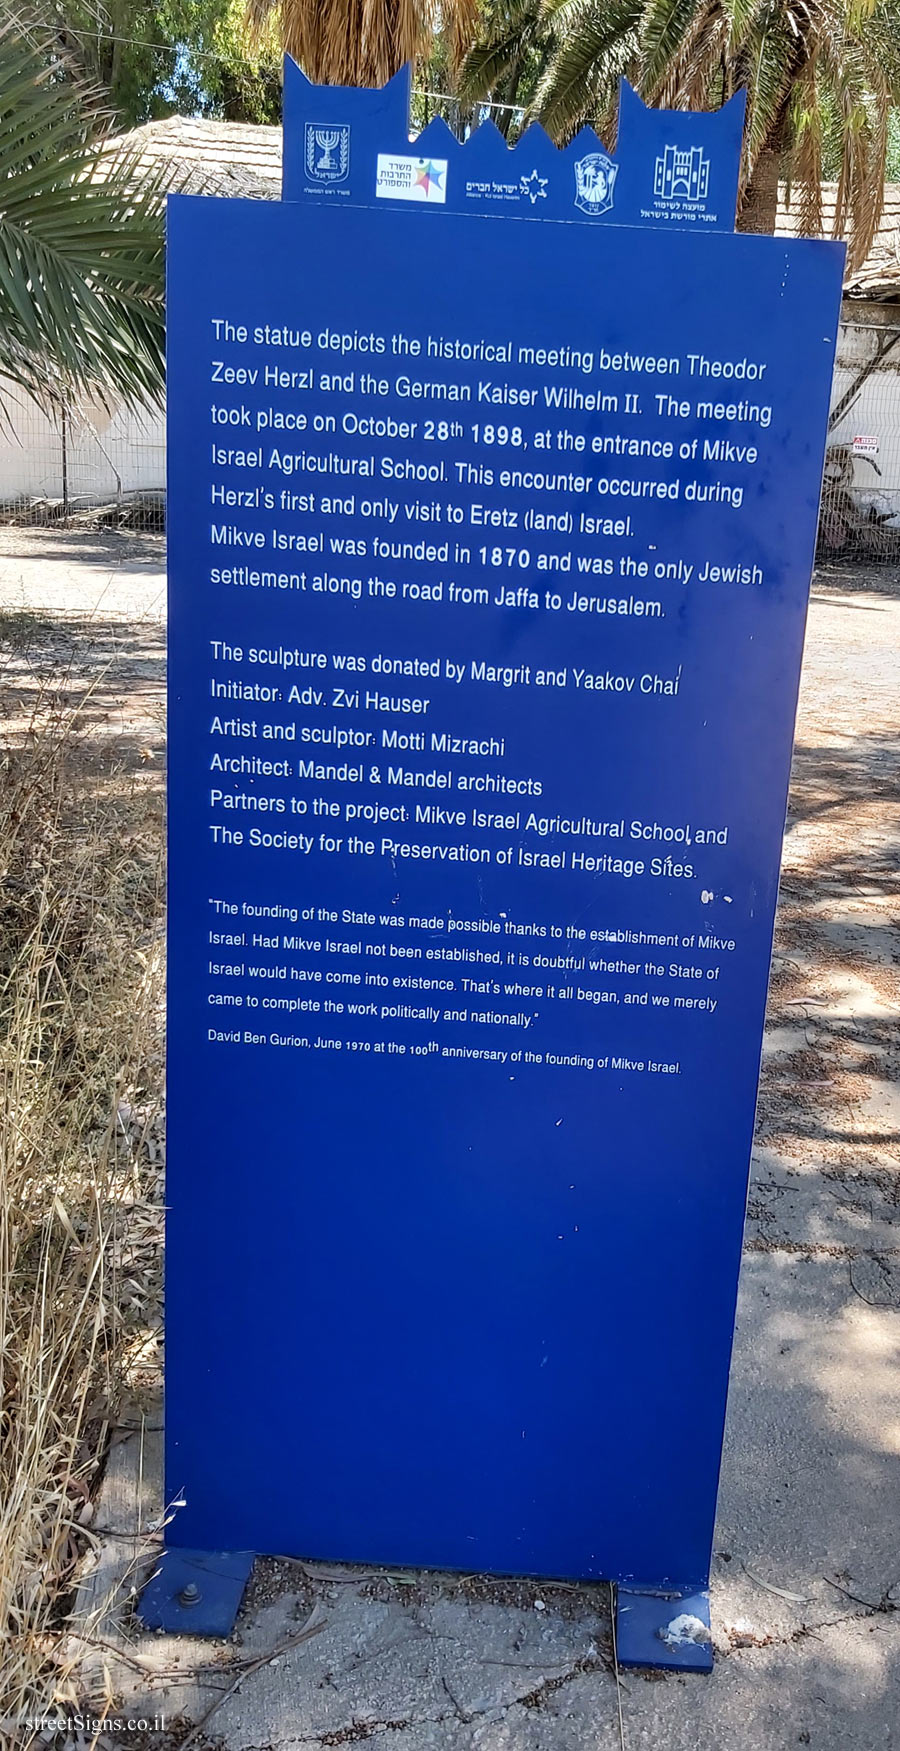 ישראל
משרד ראש הממשלה
משרד
התרבות
והספורט
כל ישראל חברים
Alliance - Kol Israel Haverim
מועצה לשימור
אתרי מורשת בישראל
The statue depicts the historical meeting between Theodor
Zeev Herzl and the German Kaiser Wilhelm II. The meeting
took place on October 28th 1898, at the entrance of Mikve
Israel Agricultural School. This encounter occurred during
Herzl's first and only visit to Eretz (land) Israel.
Mikve Israel was founded in 1870 and was the only Jewish
settlement along the road from Jaffa to Jerusalem.
The sculpture was donated by Margrit and Yaakov Chai
Initiator: Adv. Zvi Hauser
Artist and sculptor: Motti Mizrachi
Architect: Mandel & Mandel architects
Partners to the project: Mikve Israel Agricultural School, and
The Society for the Preservation of Israel Heritage Sites.
"The founding of the State was made possible thanks to the establishment of Mikve
Israel. Had Mikve Israel not been established, it is doubtful whether the State of
Israel would have come into existence. That's where it all began, and we merely
came to complete the work politically and nationally."
David Ben Gurion, June 1970 at the 100th anniversary of the founding of Mikve Israel.
streetSigns.co.il